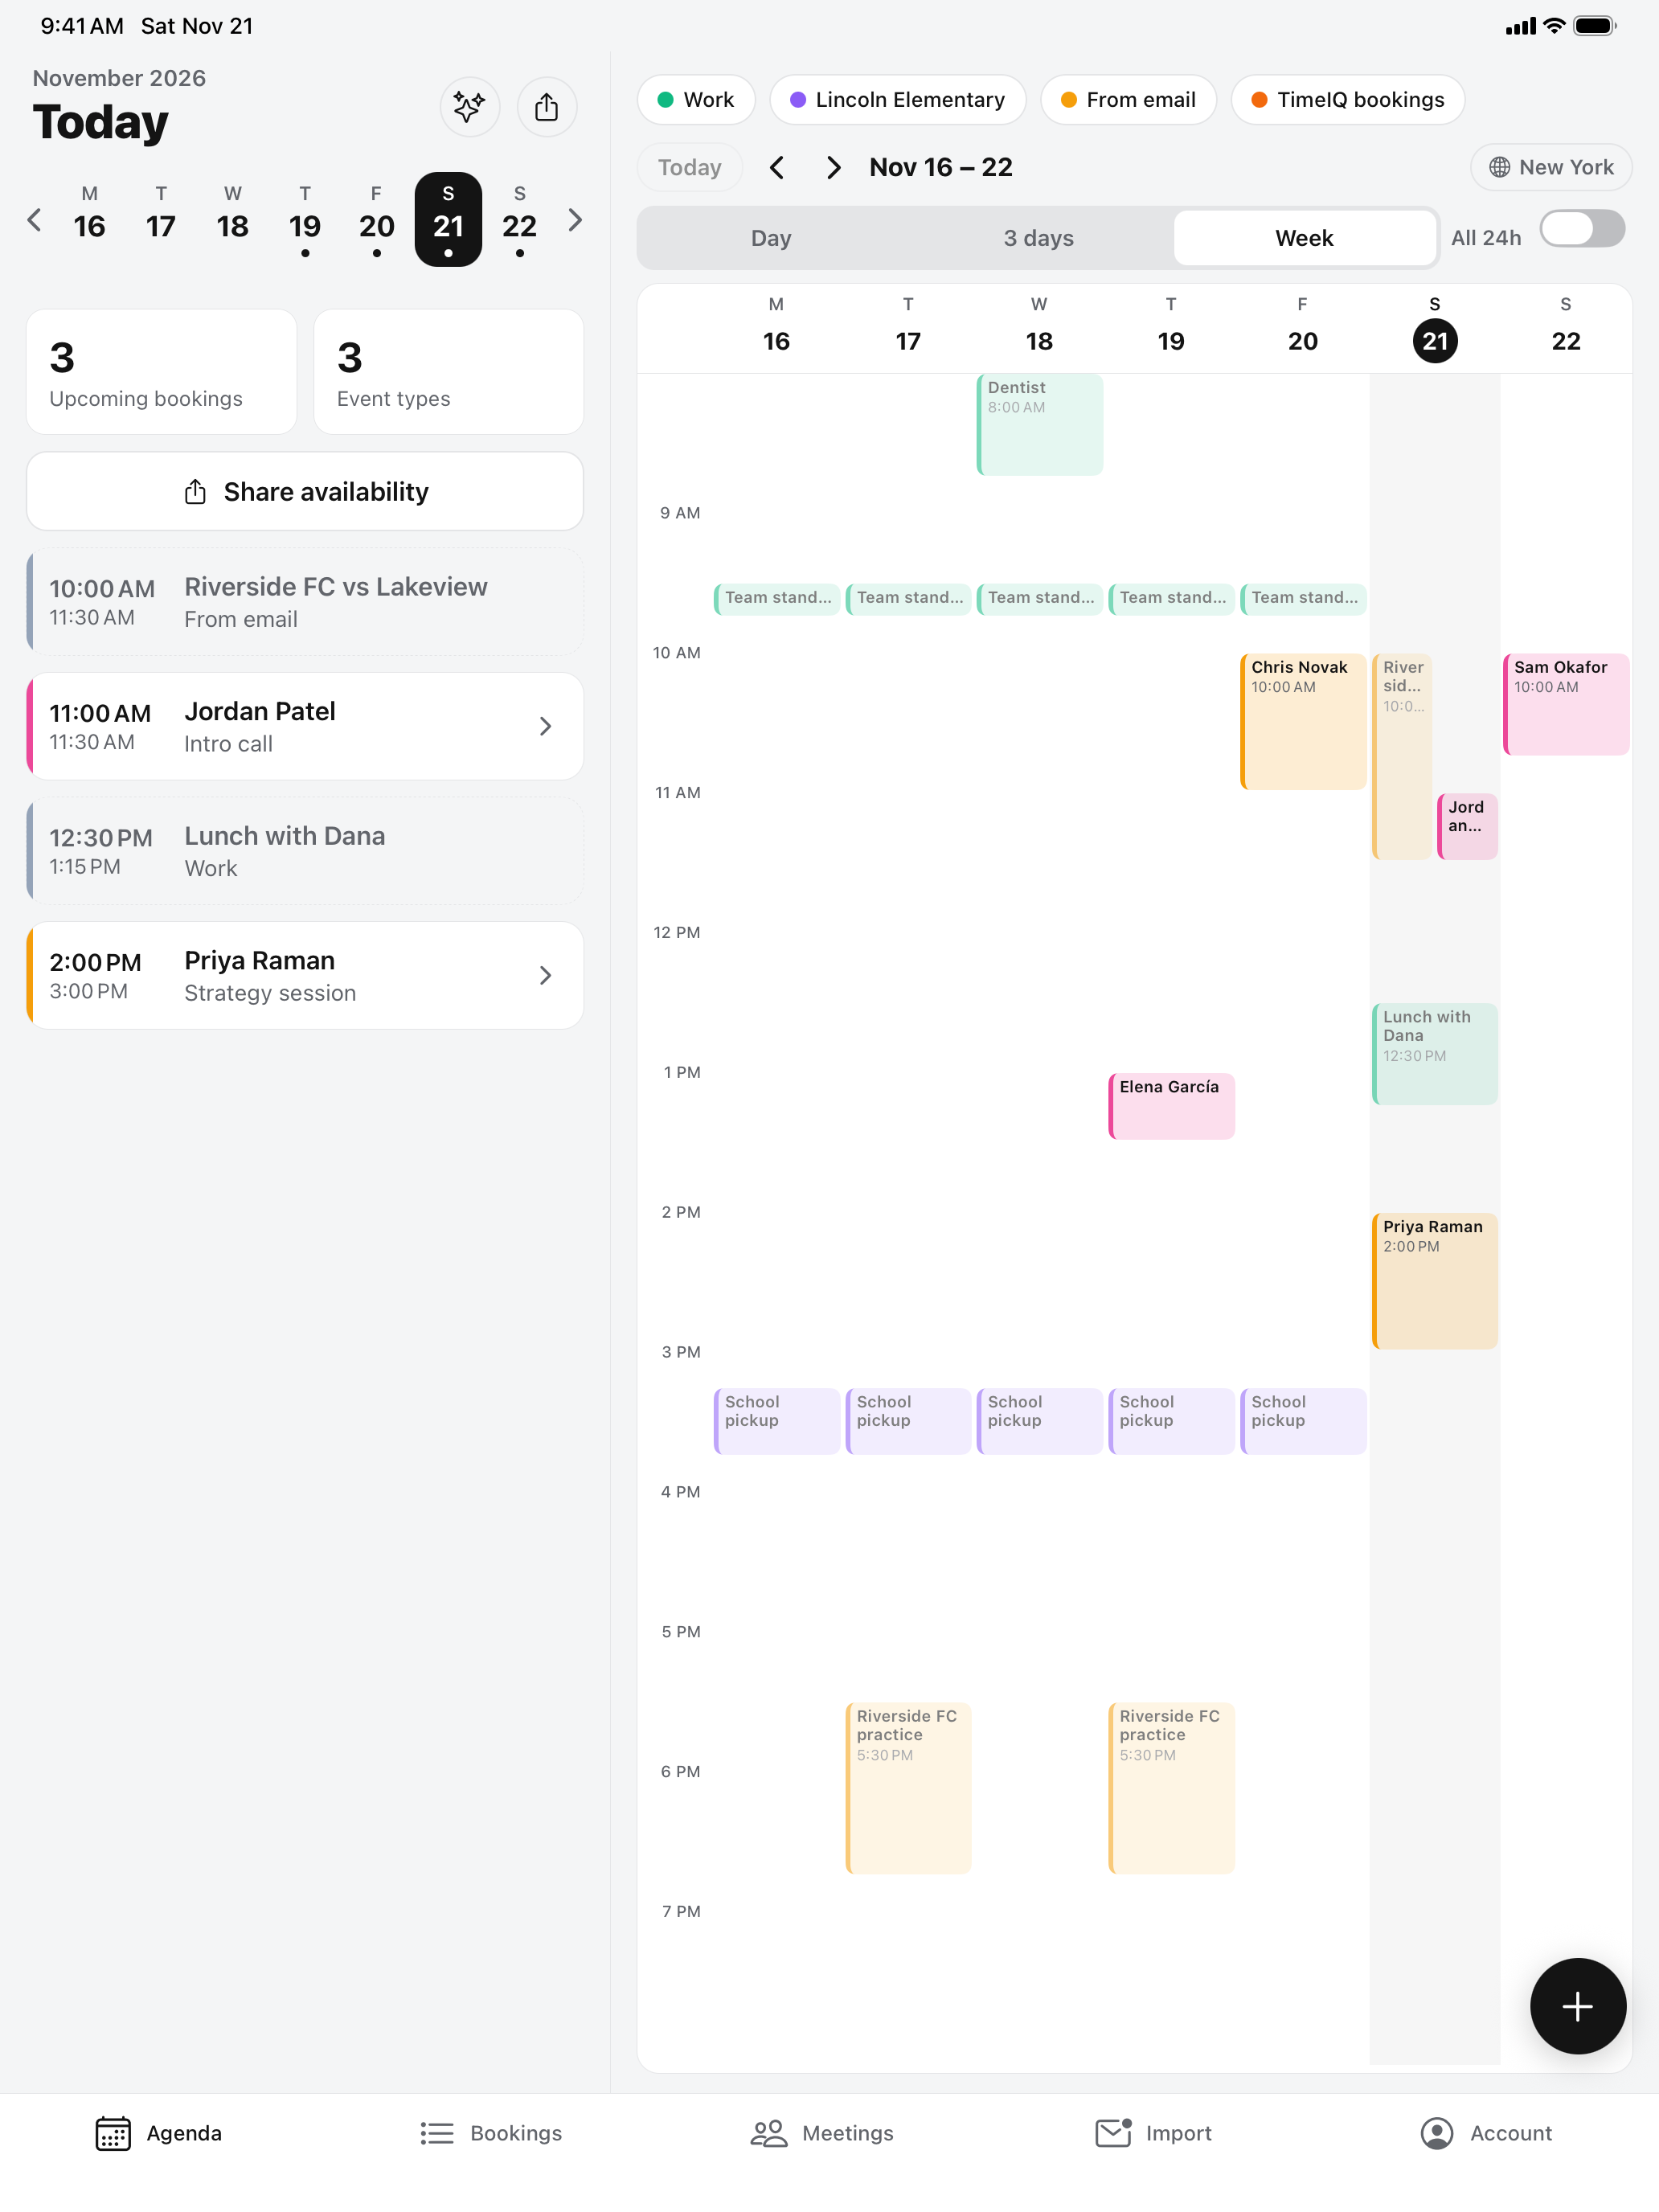 9:41 AM Sat Nov 21
November 2026
Today
M T W T F S S
16 17 18 19 20 21 22
3
Upcoming bookings
3
Event types
Share availability
10:00 AM
11:30 AM
Riverside FC vs Lakeview
From email
11:00 AM
11:30 AM
Jordan Patel
Intro call
12:30 PM
1:15 PM
Lunch with Dana
Work
2:00 PM
3:00 PM
Priya Raman
Strategy session
Work
Lincoln Elementary
From email
TimeIQ bookings
Today
Nov 16 – 22
New York
Day
3 days
Week
All 24h
M T W T F S S
16 17 18 19 20 21 22
Dentist
8:00 AM
9 AM
Team stand...
Team stand...
Team stand...
Team stand...
Team stand...
10 AM
Chris Novak
10:00 AM
River
sid...
10:0...
Sam Okafor
10:00 AM
11 AM
Jord
an...
12 PM
Lunch with
Dana
12:30 PM
1 PM
Elena García
2 PM
Priya Raman
2:00 PM
3 PM
School
pickup
School
pickup
School
pickup
School
pickup
School
pickup
4 PM
5 PM
Riverside FC
practice
5:30 PM
Riverside FC
practice
5:30 PM
6 PM
7 PM
Agenda
Bookings
Meetings
Import
Account